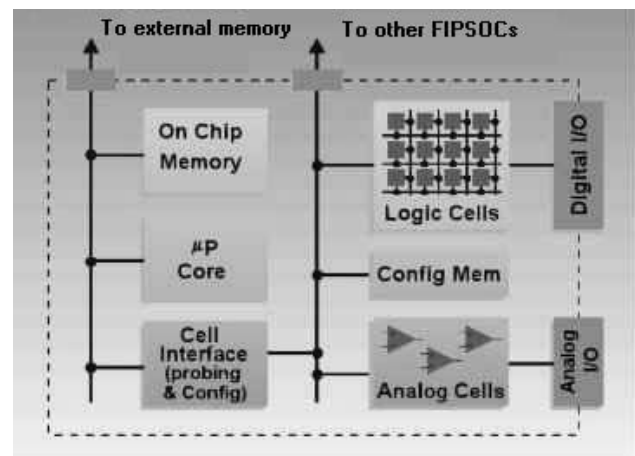 To external memory
To other FIPSOCs
On Chip
Memory
Logic Cells
Digital I/O
μP
Core
Config Mem
Cell
Interface
(probing
& Config)
Analog Cells
Analog
I/O